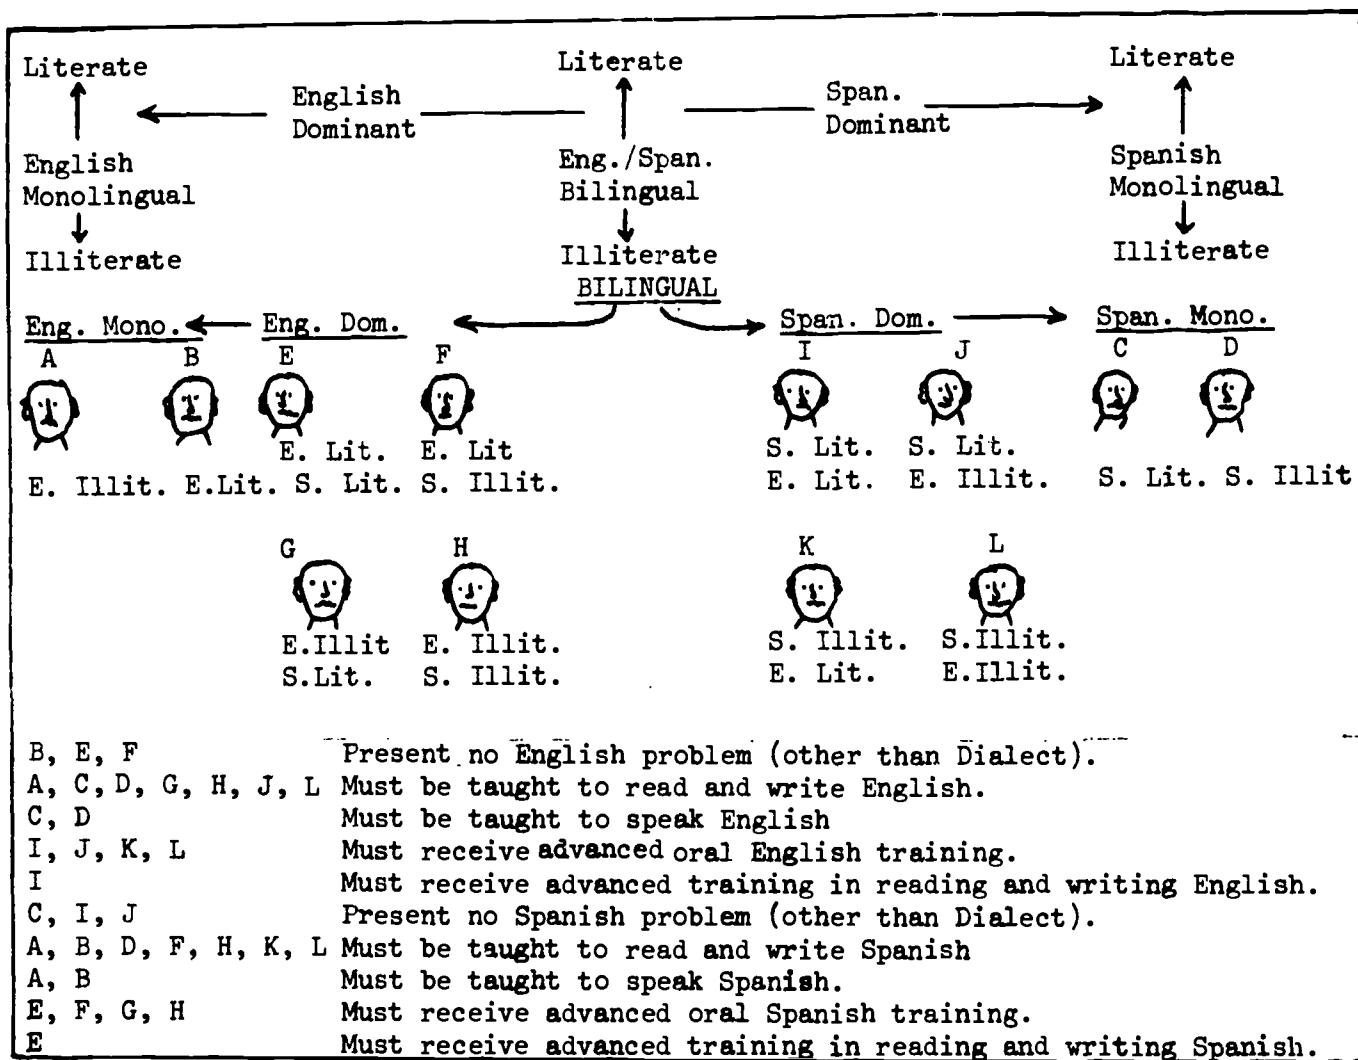 Literate Literate Literate
English Dominant Span. Dominant
English Monolingual Eng./Span. Bilingual Spanish Monolingual
Illiterate Illiterate Illiterate
BILINGUAL
Eng. Mono. Eng. Dom. Span. Dom. Span. Mono.
A B E F I J C D
E. Lit. E. Lit S. Lit. S. Lit.
E. Illit. E.Lit. S. Lit. S. Illit. E. Lit. E. Illit. S. Lit. S. Illit
G H K L
E.Illit E. Illit. S. Illit. S.Illit.
S.Lit. S. Illit. E. Lit. E.Illit.
B, E, F Present no English problem (other than Dialect).
A, C, D, G, H, J, L Must be taught to read and write English.
C, D Must be taught to speak English
I, J, K, L Must receive advanced oral English training.
I Must receive advanced training in reading and writing English.
C, I, J Present no Spanish problem (other than Dialect).
A, B, D, F, H, K, L Must be taught to read and write Spanish
A, B Must be taught to speak Spanish.
E, F, G, H Must receive advanced oral Spanish training.
E Must receive advanced training in reading and writing Spanish.